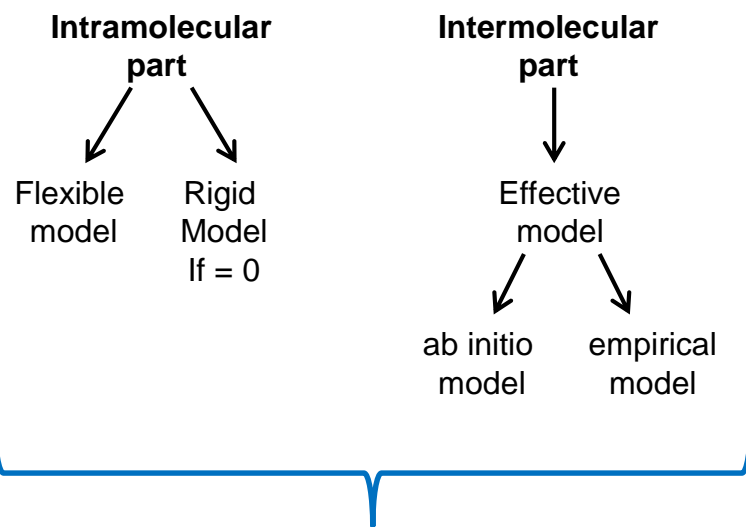 Intramolecular
part
Intermolecular
part
Flexible
model
Rigid
Model
If = 0
Effective
model
ab initio
model
empirical
model